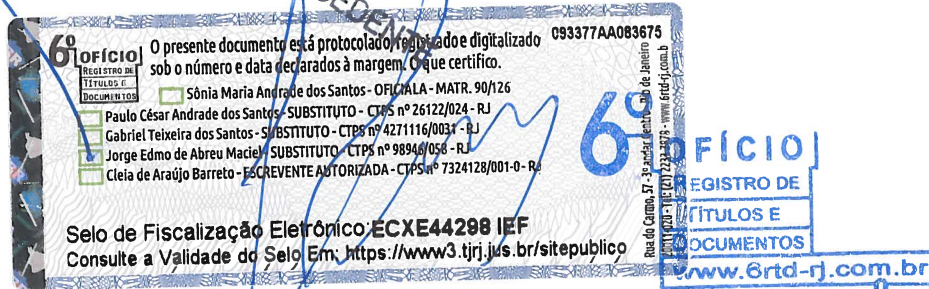 6º OFÍCIO
REGISTRO DE
TÍTULOS E
DOCUMENTOS
O presente documento está protocolado, registrado e digitalizado
sob o número e data declarados à margem. O que certifico.
093377AA083675
Sônia Maria Andrade dos Santos - OFICIALA - MATR. 90/126
Paulo César Andrade dos Santos - SUBSTITUTO - CTPS nº 26122/024 - RJ
Gabriel Teixeira dos Santos - SUBSTITUTO - CTPS nº 4271116/0031 - RJ
Jorge Edmo de Abreu Maciel - SUBSTITUTO - CTPS nº 98946/058 - RJ
Cleia de Araújo Barreto - ESCREVENTE AUTORIZADA - CTPS nº 7324128/001-0 - RJ
Selo de Fiscalização Eletrônico: ECXE44298 IEF
Consulte a Validade do Selo Em: https://www3.tjrj.jus.br/sitepublico
Rua do Carmo, 57 - 3º andar Centro, Rio de Janeiro
www.6rtd-rj.com.b
6º OFÍCIO
REGISTRO DE
TÍTULOS E
DOCUMENTOS
www.6rtd-rj.com.br